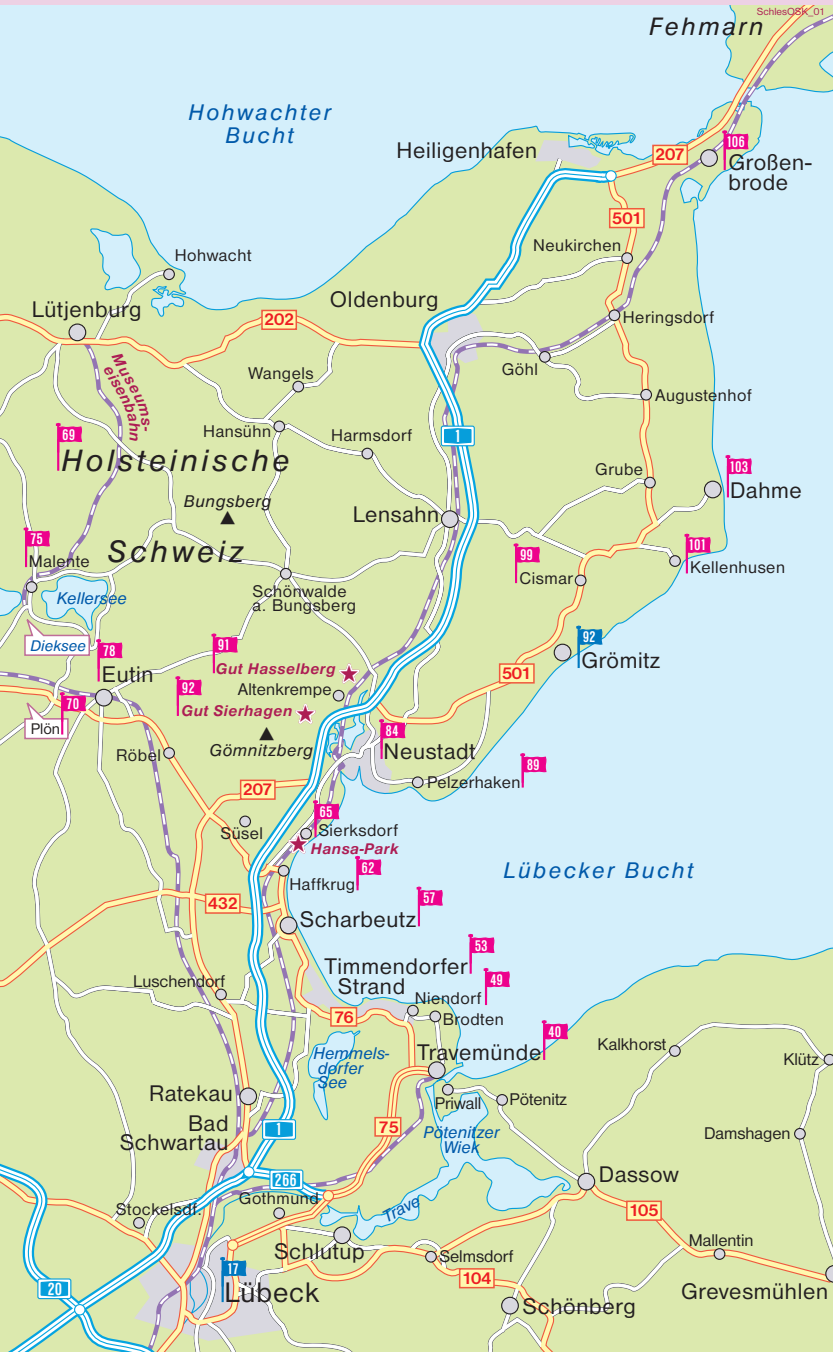 SchlesOSK_01
Fehmarn
Hohwachter
Bucht
106
Heiligenhafen
207
Großen-
brode
501
Neukirchen
Hohwacht
Oldenburg
Lütjenburg
202
Heringsdorf
Museums-
eisenbahn
Göhl
Wangels
Augustenhof
69
Hansühn
Harmsdorf
1
Holsteinische
Grube
103
Dahme
Bungsberg
Lensahn
75
Schweiz
99
101
Malente
Cismar
Kellenhusen
Kellersee
Schönwalde
a. Bungsberg
Dieksee
78
91
92
Eutin
Gut Hasselberg
501
Grömitz
92
Altenkrempe
70
Gut Sierhagen
Plön
84
Röbel
Gömnitzberg
Neustadt
89
Pelzerhaken
207
65
Süsel
Sierksdorf
Hansa-Park
62
Lübecker Bucht
Haffkrug
432
57
Scharbeutz
53
Timmendorfer
Strand
49
Luschendorf
Niendorf
76
Brodten
40
Hemmels-
dorfer
See
Travemünde
Kalkhorst
Klütz
Ratekau
Priwall
Pötenitz
Bad
Schwartau
1
75
Pötenitzer
Wiek
Damshagen
266
Dassow
Gothmund
Stockelsdf.
Trave
105
Schlutup
Selmsdorf
Mallentin
17
104
20
Lübeck
Grevesmühlen
Schönberg